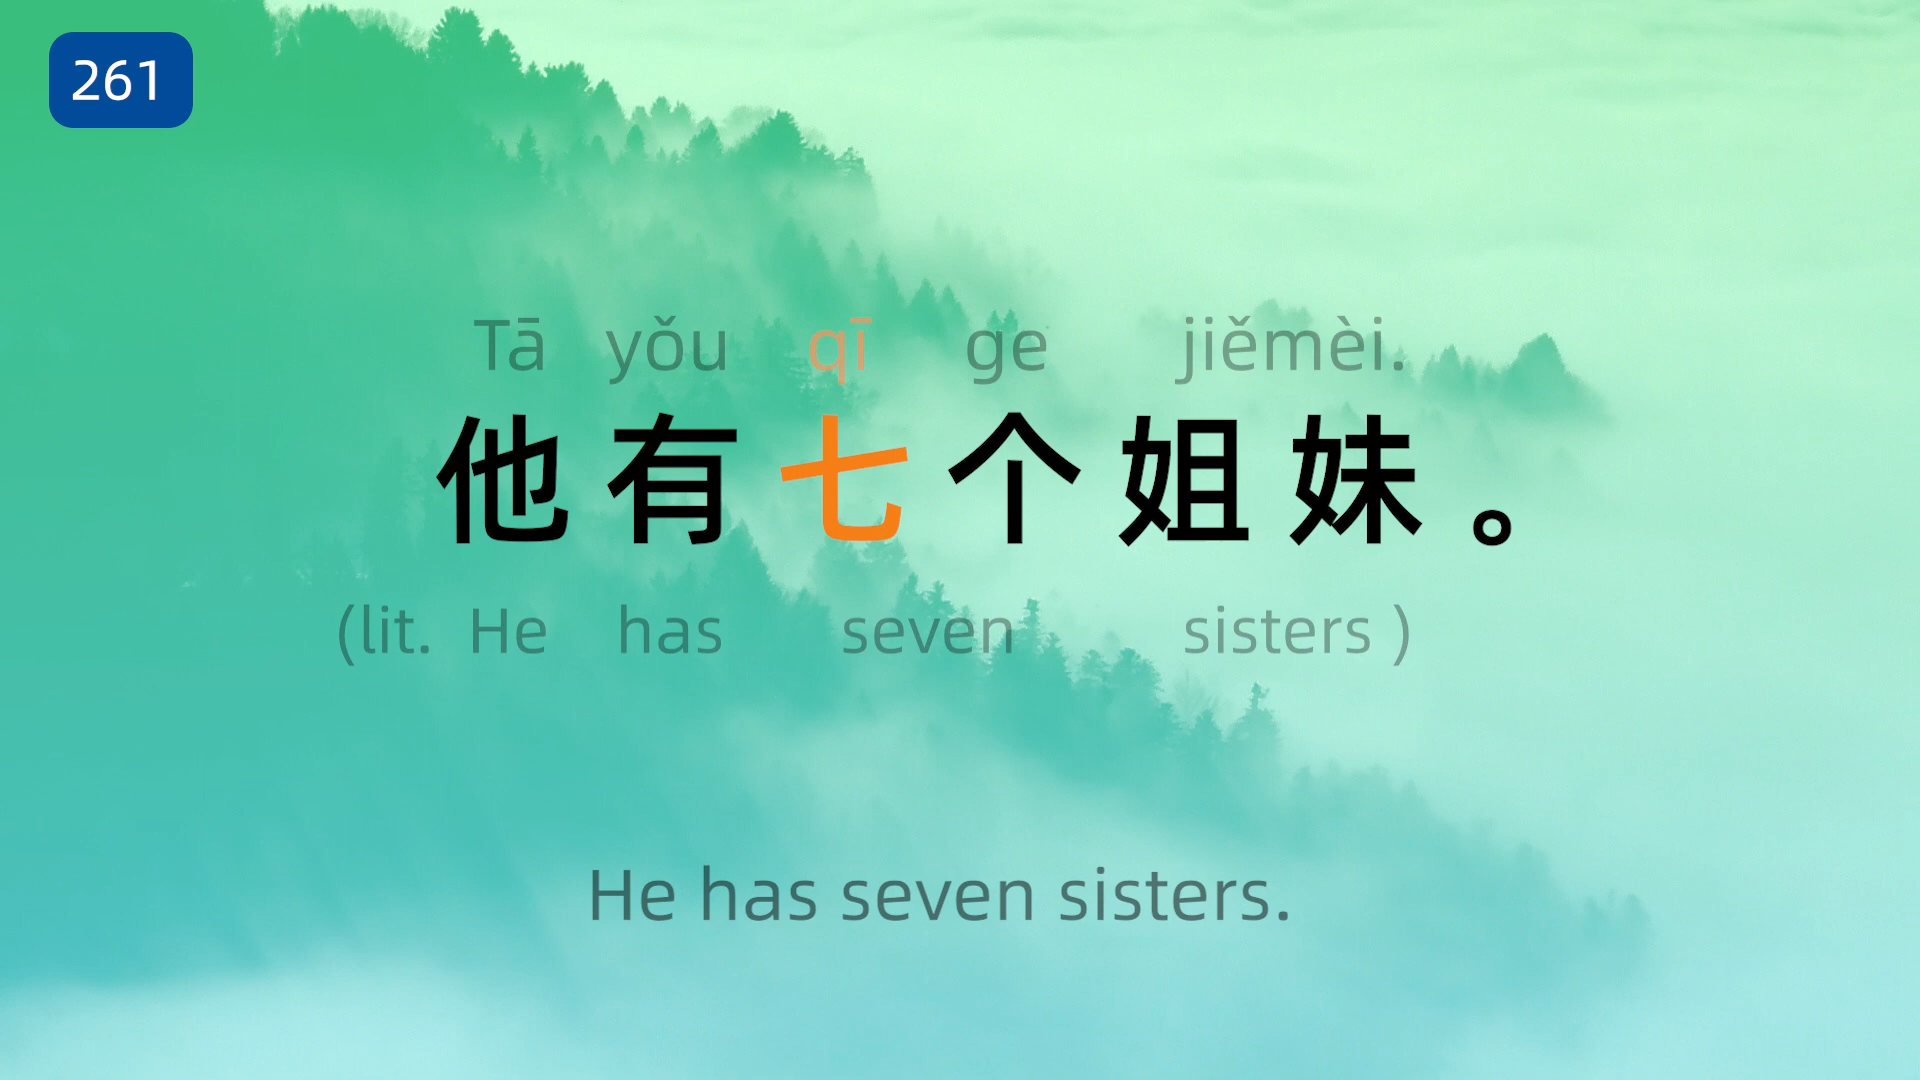 261
Tā yǒu qī ge jiěmèi.
他有七个姐妹。
(lit. He has seven sisters )
He has seven sisters.